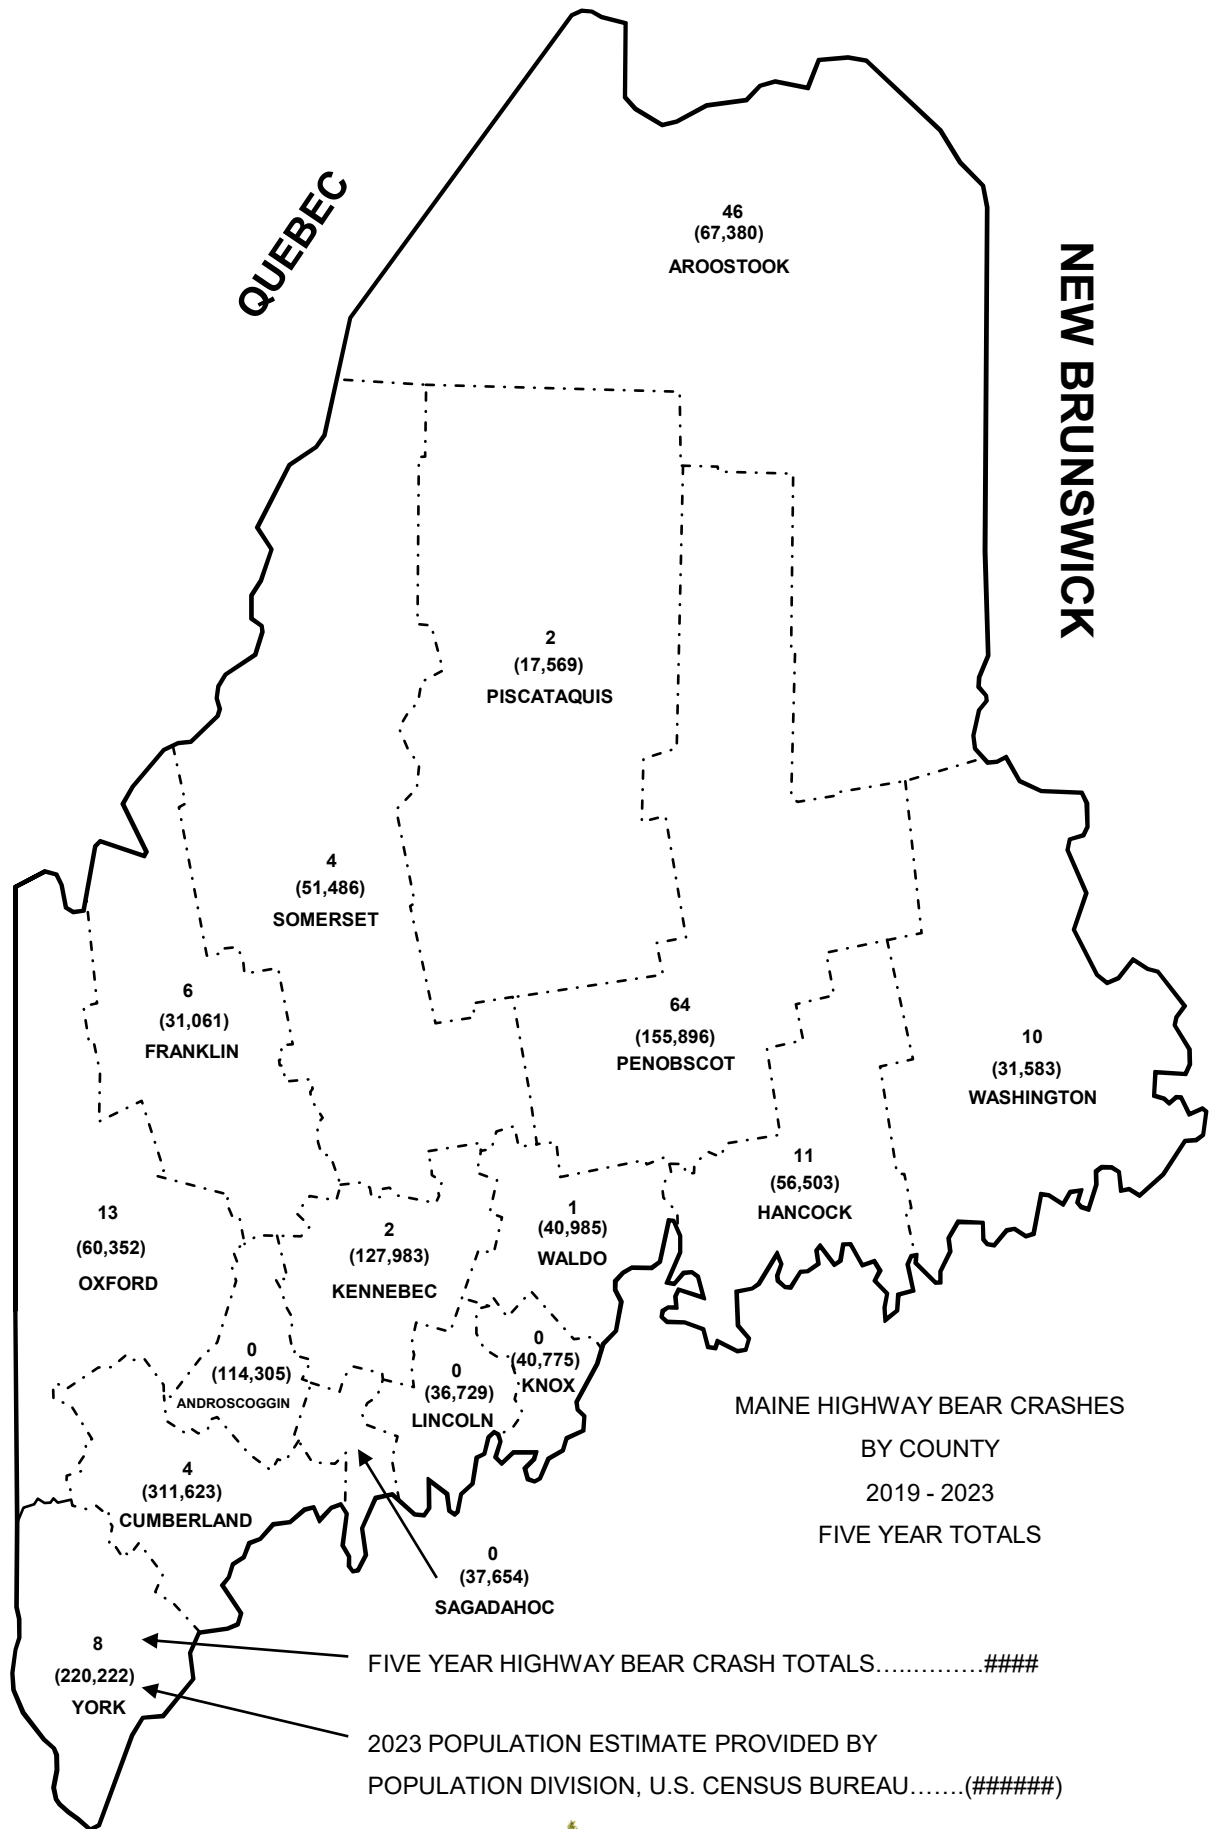 QUEBEC
NEW BRUNSWICK
46
(67,380)
AROOSTOOK
2
(17,569)
PISCATAQUIS
4
(51,486)
SOMERSET
6
(31,061)
FRANKLIN
64
(155,896)
PENOBSCOT
10
(31,583)
WASHINGTON
11
(56,503)
HANCOCK
13
(60,352)
OXFORD
2
(127,983)
KENNEBEC
1
(40,985)
WALDO
0
(114,305)
ANDROSCOGGIN
0
(36,729)
LINCOLN
0
(40,775)
KNOX
4
(311,623)
CUMBERLAND
0
(37,654)
SAGADAHOC
8
(220,222)
YORK
MAINE HIGHWAY BEAR CRASHES
BY COUNTY
2019 - 2023
FIVE YEAR TOTALS
FIVE YEAR HIGHWAY BEAR CRASH TOTALS…..………####
2023 POPULATION ESTIMATE PROVIDED BY
POPULATION DIVISION, U.S. CENSUS BUREAU…….(######)